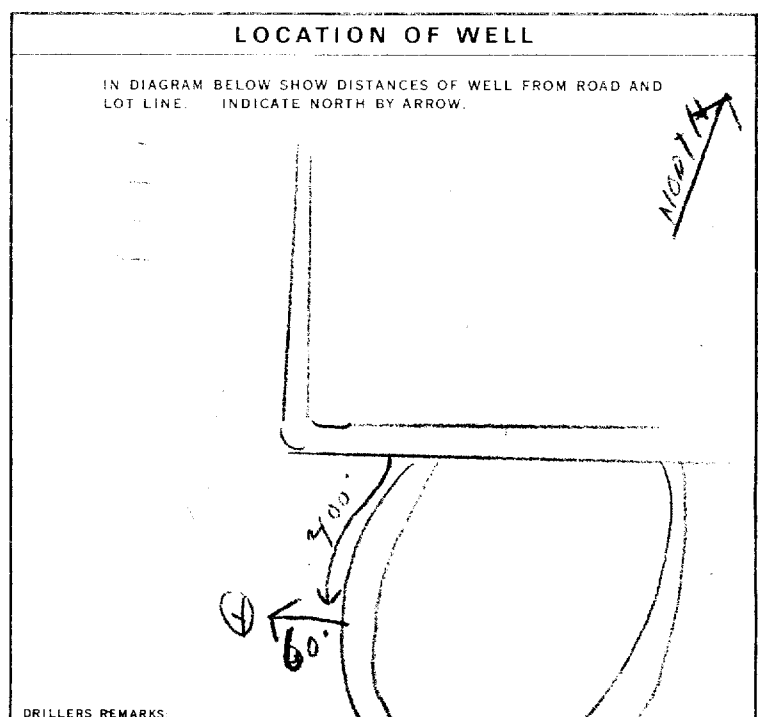 LOCATION OF WELL
IN DIAGRAM BELOW SHOW DISTANCES OF WELL FROM ROAD AND
LOT LINE. INDICATE NORTH BY ARROW.
NORTH
400'
60'
DRILLERS REMARKS: